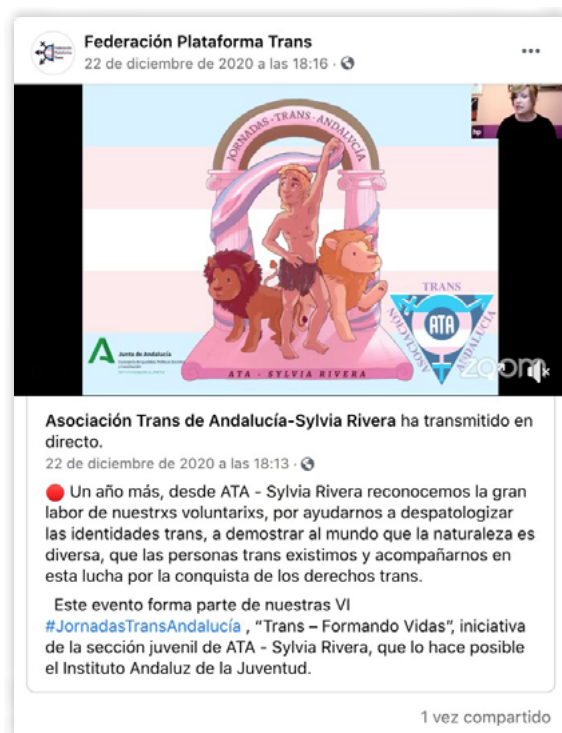 Federación Plataforma Trans
22 de diciembre de 2020 a las 18:16 ·
JORNADAS·TRANS·ANDALUCÍA
TRANS
ATA
ASOCIACIÓN
ANDALUCÍA
Junta de Andalucía
ATA - SYLVIA RIVERA
zoom
Asociación Trans de Andalucía-Sylvia Rivera ha transmitido en
directo.
22 de diciembre de 2020 a las 18:13 ·
Un año más, desde ATA - Sylvia Rivera reconocemos la gran
labor de nuestrxs voluntarixs, por ayudarnos a despatologizar
las identidades trans, a demostrar al mundo que la naturaleza es
diversa, que las personas trans existimos y acompañarnos en
esta lucha por la conquista de los derechos trans.
Este evento forma parte de nuestras VI
#JornadasTransAndalucía , “Trans – Formando Vidas”, iniciativa
de la sección juvenil de ATA - Sylvia Rivera, que lo hace posible
el Instituto Andaluz de la Juventud.
1 vez compartido